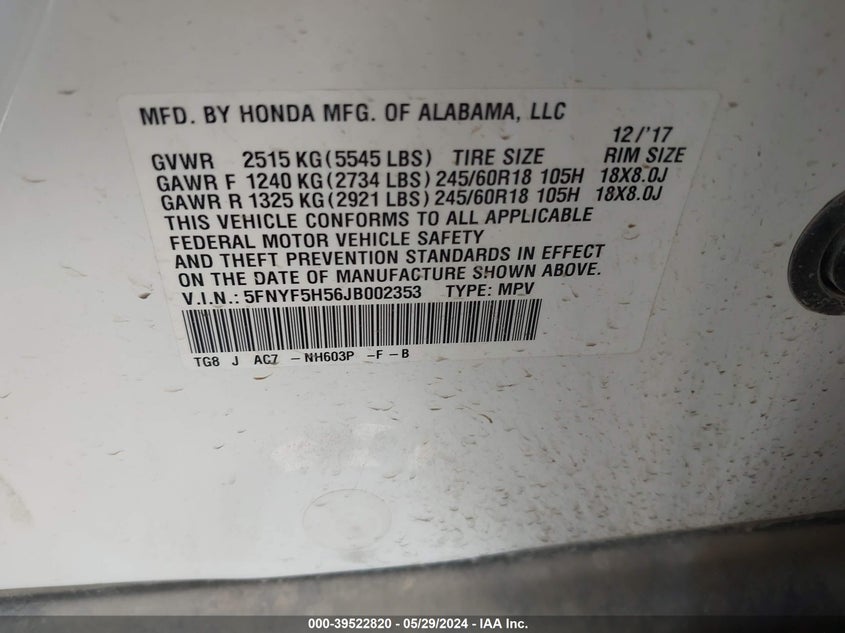 MFD. BY HONDA MFG. OF ALABAMA, LLC
12/'17
GVWR 2515 KG(5545 LBS) TIRE SIZE RIM SIZE
GAWR F 1240 KG(2734 LBS) 245/60R18 105H 18X8.0J
GAWR R 1325 KG(2921 LBS) 245/60R18 105H 18X8.0J
THIS VEHICLE CONFORMS TO ALL APPLICABLE
FEDERAL MOTOR VEHICLE SAFETY
AND THEFT PREVENTION STANDARDS IN EFFECT
ON THE DATE OF MANUFACTURE SHOWN ABOVE.
V.I.N.: 5FNYF5H56JB002353 TYPE: MPV
TG8 J AC7 -NH603P -F-B
000-39522820 - 05/29/2024 - IAA Inc.